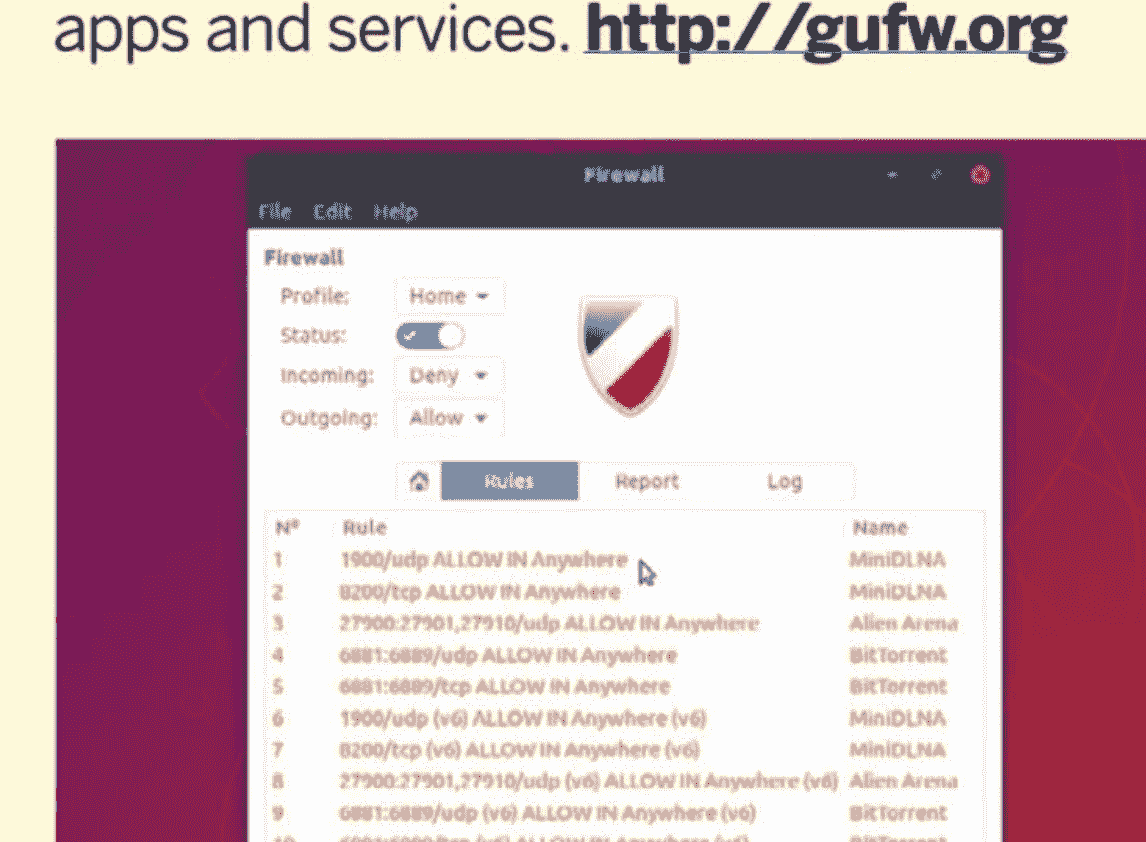 apps and services. http://gufw.org
Firewall
File Edit Help
Firewall
Profile: Home
Status:
Incoming: Deny
Outgoing: Allow
Rules Report Log
Nº Rule Name
1 1900/udp ALLOW IN Anywhere MiniDLNA
2 8200/tcp ALLOW IN Anywhere MiniDLNA
3 27900:27901,27910/udp ALLOW IN Anywhere Alien Arena
4 6881:6889/udp ALLOW IN Anywhere BitTorrent
5 6881:6889/tcp ALLOW IN Anywhere BitTorrent
6 1900/udp (v6) ALLOW IN Anywhere (v6) MiniDLNA
7 8200/tcp (v6) ALLOW IN Anywhere (v6) MiniDLNA
8 27900:27901,27910/udp (v6) ALLOW IN Anywhere (v6) Alien Arena
9 6881:6889/udp (v6) ALLOW IN Anywhere (v6) BitTorrent